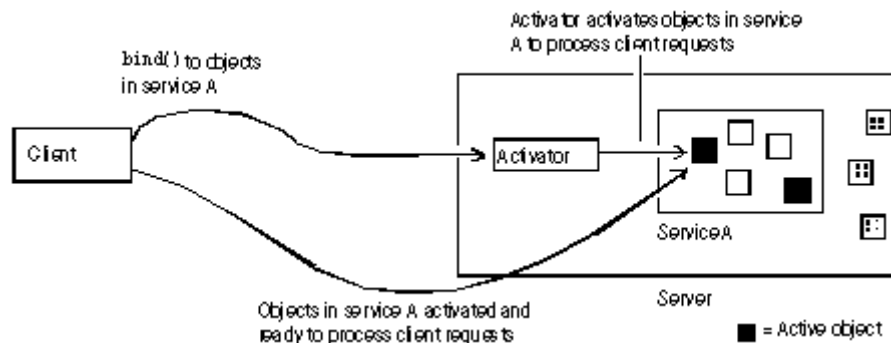 Activator activates objects in service
A to process client requests
bind() to objects
in service A
Client
Activator
Service A
Objects in service A activated and
ready to process client requests
Server
= Active object